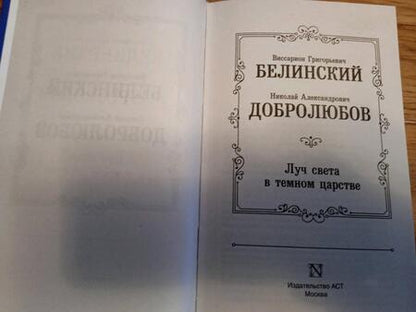 Виссарион Григорьевич
БЕЛИНСКИЙ
Николай Александрович
ДОБРОЛЮБОВ
Луч света
в темном царстве
N
Издательство АСТ
Москва